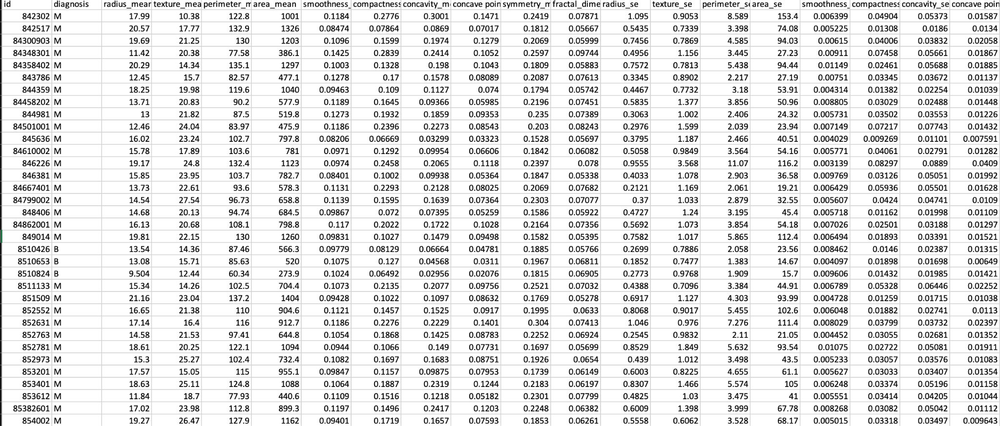 id diagnosis radius_mear texture_mea perimeter_m area_mean smoothness_ compactness concavity_me concave poin symmetry_m fractal_dime radius_se texture_se perimeter_se area_se smoothness_ compactness concavity_se concave poin
842302 M 17.99 10.38 122.8 1001 0.1184 0.2776 0.3001 0.1471 0.2419 0.07871 1.095 0.9053 8.589 153.4 0.006399 0.04904 0.05373 0.01587
842517 M 20.57 17.77 132.9 1326 0.08474 0.07864 0.0869 0.07017 0.1812 0.05667 0.5435 0.7339 3.398 74.08 0.005225 0.01308 0.0186 0.0134
84300903 M 19.69 21.25 130 1203 0.1096 0.1599 0.1974 0.1279 0.2069 0.05999 0.7456 0.7869 4.585 94.03 0.00615 0.04006 0.03832 0.02058
84348301 M 11.42 20.38 77.58 386.1 0.1425 0.2839 0.2414 0.1052 0.2597 0.09744 0.4956 1.156 3.445 27.23 0.00911 0.07458 0.05661 0.01867
84358402 M 20.29 14.34 135.1 1297 0.1003 0.1328 0.198 0.1043 0.1809 0.05883 0.7572 0.7813 5.438 94.44 0.01149 0.02461 0.05688 0.01885
843786 M 12.45 15.7 82.57 477.1 0.1278 0.17 0.1578 0.08089 0.2087 0.07613 0.3345 0.8902 2.217 27.19 0.00751 0.03345 0.03672 0.01137
844359 M 18.25 19.98 119.6 1040 0.09463 0.109 0.1127 0.074 0.1794 0.05742 0.4467 0.7732 3.18 53.91 0.004314 0.01382 0.02254 0.01039
84458202 M 13.71 20.83 90.2 577.9 0.1189 0.1645 0.09366 0.05985 0.2196 0.07451 0.5835 1.377 3.856 50.96 0.008805 0.03029 0.02488 0.01448
844981 M 13 21.82 87.5 519.8 0.1273 0.1932 0.1859 0.09353 0.235 0.07389 0.3063 1.002 2.406 24.32 0.005731 0.03502 0.03553 0.01226
84501001 M 12.46 24.04 83.97 475.9 0.1186 0.2396 0.2273 0.08543 0.203 0.08243 0.2976 1.599 2.039 23.94 0.007149 0.07217 0.07743 0.01432
845636 M 16.02 23.24 102.7 797.8 0.08206 0.06669 0.03299 0.03323 0.1528 0.05697 0.3795 1.187 2.466 40.51 0.004029 0.009269 0.01101 0.007591
84610002 M 15.78 17.89 103.6 781 0.0971 0.1292 0.09954 0.06606 0.1842 0.06082 0.5058 0.9849 3.564 54.16 0.005771 0.04061 0.02791 0.01282
846226 M 19.17 24.8 132.4 1123 0.0974 0.2458 0.2065 0.1118 0.2397 0.078 0.9555 3.568 11.07 116.2 0.003139 0.08297 0.0889 0.0409
846381 M 15.85 23.95 103.7 782.7 0.08401 0.1002 0.09938 0.05364 0.1847 0.05338 0.4033 1.078 2.903 36.58 0.009769 0.03126 0.05051 0.01992
84667401 M 13.73 22.61 93.6 578.3 0.1131 0.2293 0.2128 0.08025 0.2069 0.07682 0.2121 1.169 2.061 19.21 0.006429 0.05936 0.05501 0.01628
84799002 M 14.54 27.54 96.73 658.8 0.1139 0.1595 0.1639 0.07364 0.2303 0.07077 0.37 1.033 2.879 32.55 0.005607 0.0424 0.04741 0.0109
848406 M 14.68 20.13 94.74 684.5 0.09867 0.072 0.07395 0.05259 0.1586 0.05922 0.4727 1.24 3.195 45.4 0.005718 0.01162 0.01998 0.01109
84862001 M 16.13 20.68 108.1 798.8 0.117 0.2022 0.1722 0.1028 0.2164 0.07356 0.5692 1.073 3.854 54.18 0.007026 0.02501 0.03188 0.01297
849014 M 19.81 22.15 130 1260 0.09831 0.1027 0.1479 0.09498 0.1582 0.05395 0.7582 1.017 5.865 112.4 0.006494 0.01893 0.03391 0.01521
8510426 B 13.54 14.36 87.46 566.3 0.09779 0.08129 0.06664 0.04781 0.1885 0.05766 0.2699 0.7886 2.058 23.56 0.008462 0.0146 0.02387 0.01315
8510653 B 13.08 15.71 85.63 520 0.1075 0.127 0.04568 0.0311 0.1967 0.06811 0.1852 0.7477 1.383 14.67 0.004097 0.01898 0.01698 0.00649
8510824 B 9.504 12.44 60.34 273.9 0.1024 0.06492 0.02956 0.02076 0.1815 0.06905 0.2773 0.9768 1.909 15.7 0.009606 0.01432 0.01985 0.01421
8511133 M 15.34 14.26 102.5 704.4 0.1073 0.2135 0.2077 0.09756 0.2521 0.07032 0.4388 0.7096 3.384 44.91 0.006789 0.05328 0.06446 0.02252
851509 M 21.16 23.04 137.2 1404 0.09428 0.1022 0.1097 0.08632 0.1769 0.05278 0.6917 1.127 4.303 93.99 0.004728 0.01259 0.01715 0.01038
852552 M 16.65 21.38 110 904.6 0.1121 0.1457 0.1525 0.0917 0.1995 0.0633 0.8068 0.9017 5.455 102.6 0.006048 0.01882 0.02741 0.0113
852631 M 17.14 16.4 116 912.7 0.1186 0.2276 0.2229 0.1401 0.304 0.07413 1.046 0.976 7.276 111.4 0.008029 0.03799 0.03732 0.02397
852763 M 14.58 21.53 97.41 644.8 0.1054 0.1868 0.1425 0.08783 0.2252 0.06924 0.2545 0.9832 2.11 21.05 0.004452 0.03055 0.02681 0.01352
852781 M 18.61 20.25 122.1 1094 0.0944 0.1066 0.149 0.07731 0.1697 0.05699 0.8529 1.849 5.632 93.54 0.01075 0.02722 0.05081 0.01911
852973 M 15.3 25.27 102.4 732.4 0.1082 0.1697 0.1683 0.08751 0.1926 0.0654 0.439 1.012 3.498 43.5 0.005233 0.03057 0.03576 0.01083
853201 M 17.57 15.05 115 955.1 0.09847 0.1157 0.09875 0.07953 0.1739 0.06149 0.6003 0.8225 4.655 61.1 0.005627 0.03033 0.03407 0.01354
853401 M 18.63 25.11 124.8 1088 0.1064 0.1887 0.2319 0.1244 0.2183 0.06197 0.8307 1.466 5.574 105 0.006248 0.03374 0.05196 0.01158
853612 M 11.84 18.7 77.93 440.6 0.1109 0.1516 0.1218 0.05182 0.2301 0.07799 0.4825 1.03 3.475 41 0.005551 0.03414 0.04205 0.01044
85382601 M 17.02 23.98 112.8 899.3 0.1197 0.1496 0.2417 0.1203 0.2248 0.06382 0.6009 1.398 3.999 67.78 0.008268 0.03082 0.05042 0.01112
854002 M 19.27 26.47 127.9 1162 0.09401 0.1719 0.1657 0.07593 0.1853 0.06261 0.5558 0.6062 3.528 68.17 0.005015 0.03318 0.03497 0.009643